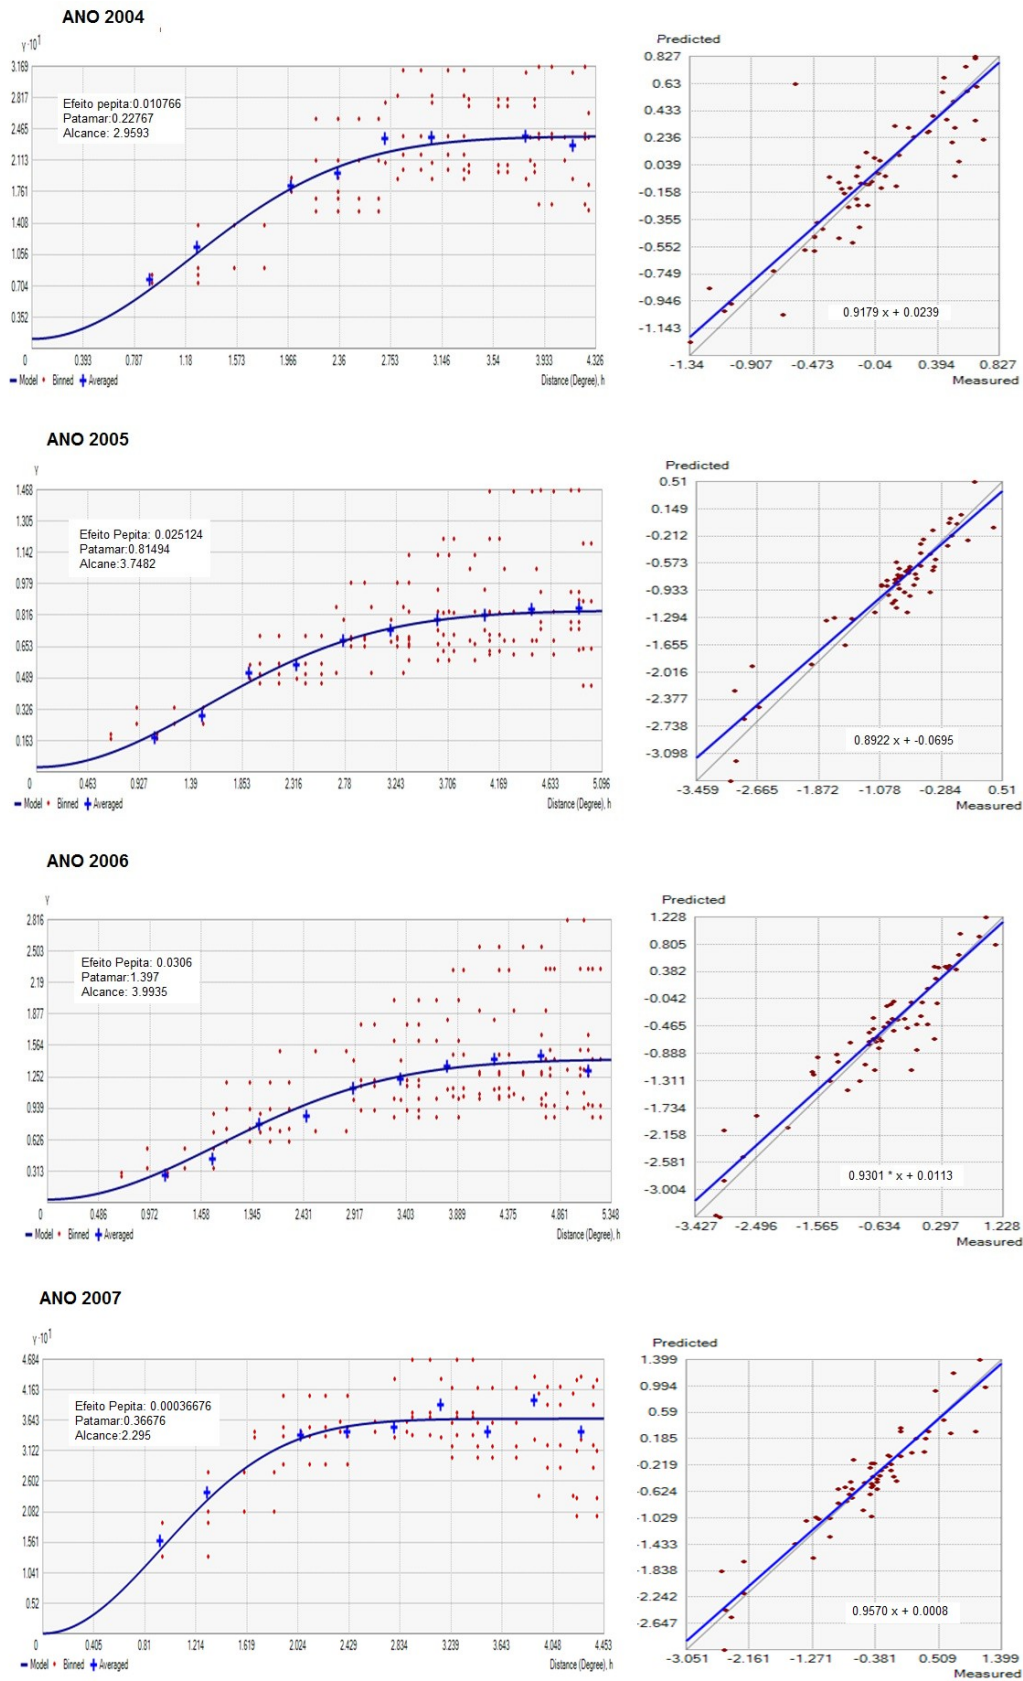 ANO 2004
γ·10¹
3.169
2.817
2.465
2.113
1.761
1.408
1.056
0.704
0.352
Efeito pepita:0.010766
Patamar:0.22767
Alcance: 2.9593
0 0.393 0.787 1.18 1.573 1.966 2.36 2.753 3.146 3.54 3.933 4.326
Model Binned Averaged Distance (Degree), h
Predicted
0.827
0.63
0.433
0.236
0.039
-0.158
-0.355
-0.552
-0.749
-0.946
-1.143
0.9179 x + 0.0239
-1.34 -0.907 -0.473 -0.04 0.394 0.827
Measured
ANO 2005
γ
1.468
1.305
1.142
0.979
0.816
0.653
0.489
0.326
0.163
Efeito Pepita: 0.025124
Patamar:0.81494
Alcane:3.7482
0 0.463 0.927 1.39 1.853 2.316 2.78 3.243 3.706 4.169 4.633 5.096
Model Binned Averaged Distance (Degree), h
Predicted
0.51
0.149
-0.212
-0.573
-0.933
-1.294
-1.655
-2.016
-2.377
-2.738
-3.098
0.8922 x + -0.0695
-3.459 -2.665 -1.872 -1.078 -0.284 0.51
Measured
ANO 2006
γ
2.816
2.503
2.19
1.877
1.564
1.252
0.939
0.626
0.313
Efeito Pepita: 0.0306
Patamar:1.397
Alcance: 3.9935
0 0.486 0.972 1.458 1.945 2.431 2.917 3.403 3.889 4.375 4.861 5.348
Model Binned Averaged Distance (Degree), h
Predicted
1.228
0.805
0.382
-0.042
-0.465
-0.888
-1.311
-1.734
-2.158
-2.581
-3.004
0.9301 * x + 0.0113
-3.427 -2.496 -1.565 -0.634 0.297 1.228
Measured
ANO 2007
γ·10¹
4.684
4.163
3.643
3.122
2.602
2.082
1.561
1.041
0.52
Efeito Pepita: 0.00036676
Patamar:0.36676
Alcance:2.295
0 0.405 0.81 1.214 1.619 2.024 2.429 2.834 3.239 3.643 4.048 4.453
Model Binned Averaged Distance (Degree), h
Predicted
1.399
0.994
0.59
0.185
-0.219
-0.624
-1.029
-1.433
-1.838
-2.242
-2.647
0.9570 x + 0.0008
-3.051 -2.161 -1.271 -0.381 0.509 1.399
Measured